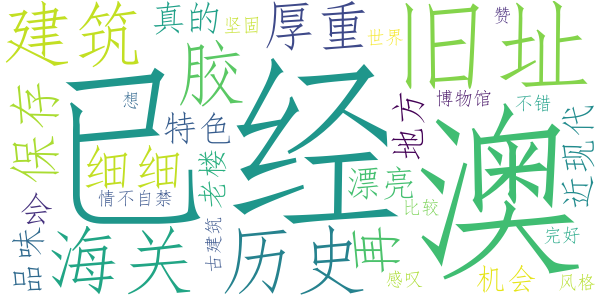 建筑
真的
坚固
厚重
世界
旧址
赞
保存
胶
已经
澳
想
特色
地方
博物馆
不错
近现代
细细
老楼
漂亮
情不自禁
比较
会
品味
海关
古建筑
历史
再
感叹
机会
完好
风格